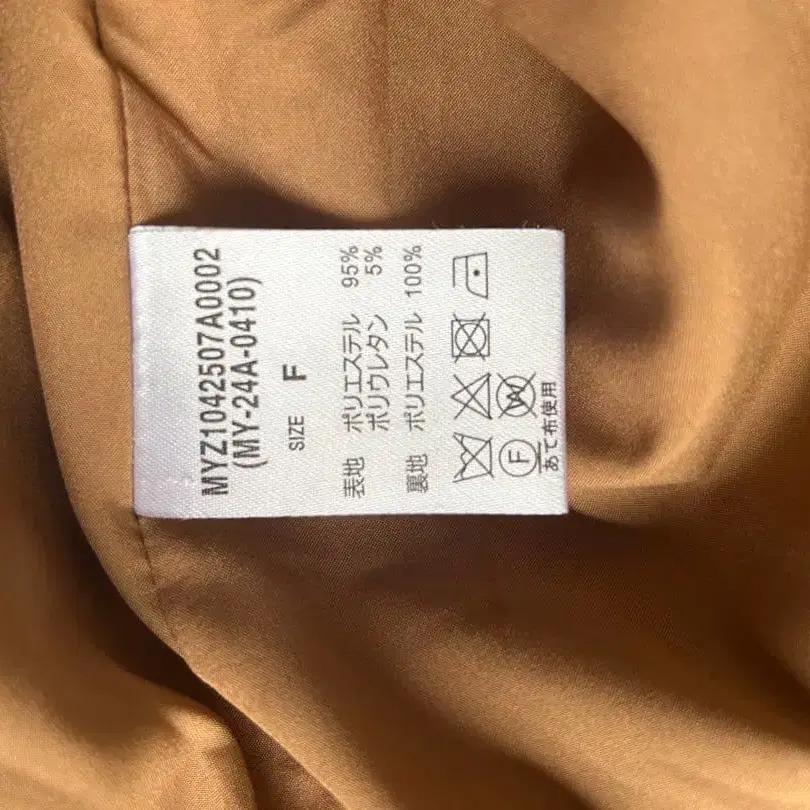 MYZ1042507A0002
(MY-24A-0410)
SIZE F
表地 ポリエステル 95%
ポリウレタン 5%
裏地 ポリエステル 100%
F W
あて布使用